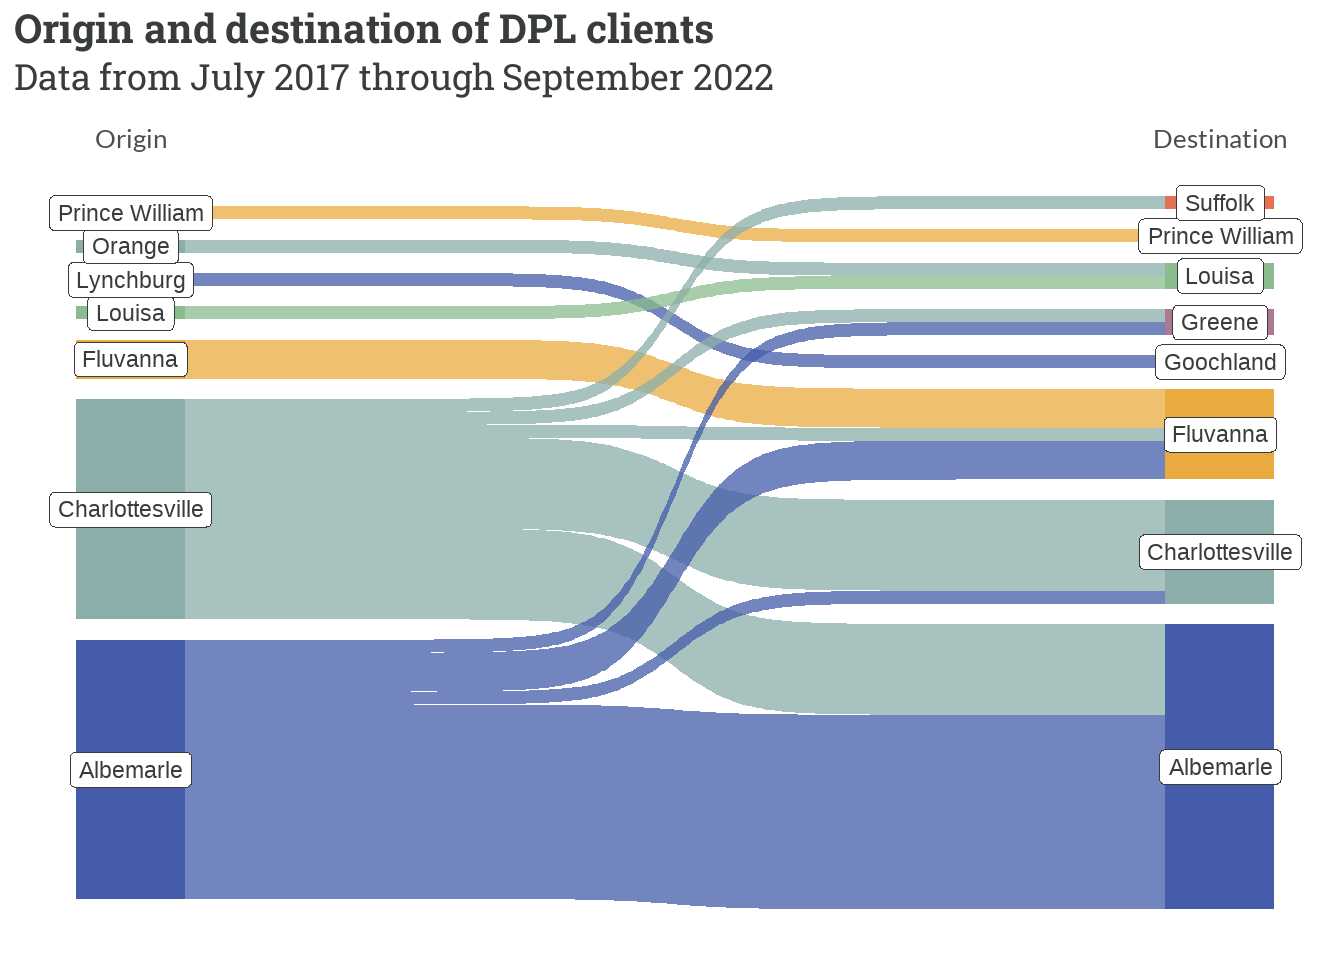 Origin and destination of DPL clients
Data from July 2017 through September 2022
Origin
Destination
Prince William
Orange
Lynchburg
Louisa
Fluvanna
Charlottesville
Albemarle
Suffolk
Prince William
Louisa
Greene
Goochland
Fluvanna
Charlottesville
Albemarle